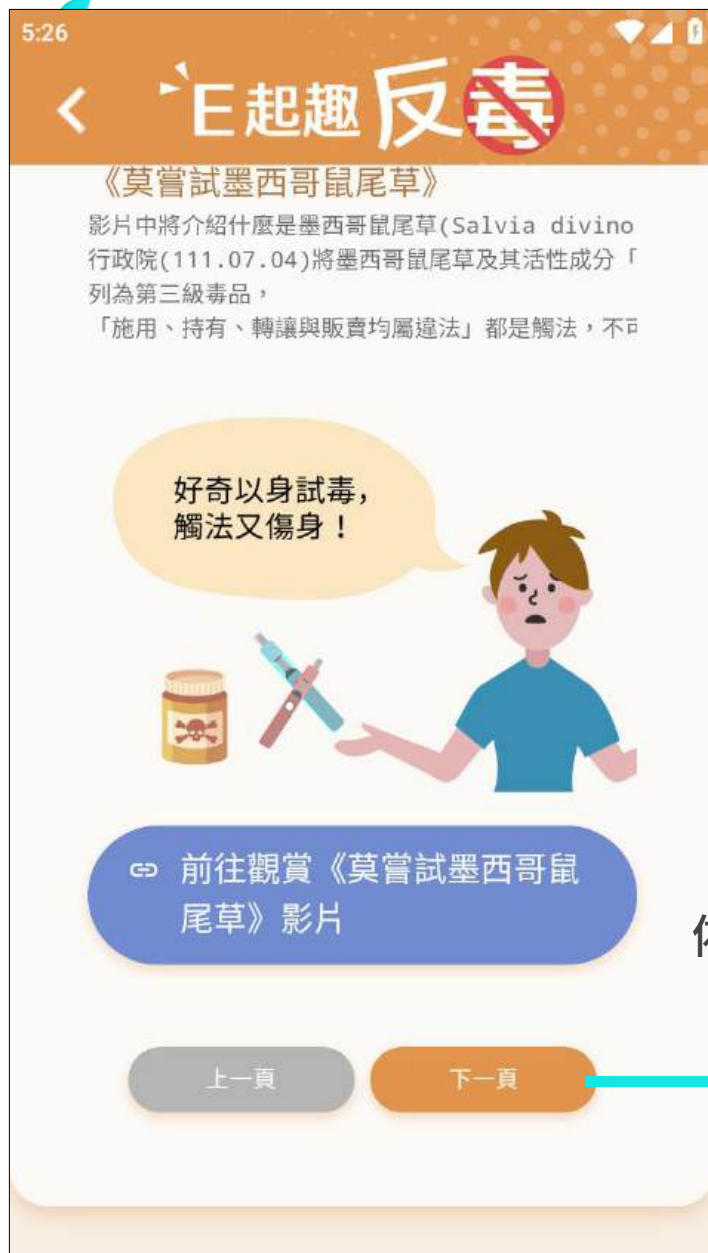 5:26
E起趣反毒
《莫嘗試墨西哥鼠尾草》
影片中將介紹什麼是墨西哥鼠尾草(Salvia divino
行政院(111.07.04)將墨西哥鼠尾草及其活性成分「
列為第三級毒品，
「施用、持有、轉讓與販賣均屬違法」都是觸法，不可
好奇以身試毒，
觸法又傷身！
前往觀賞《莫嘗試墨西哥鼠
尾草》影片
上一頁
下一頁